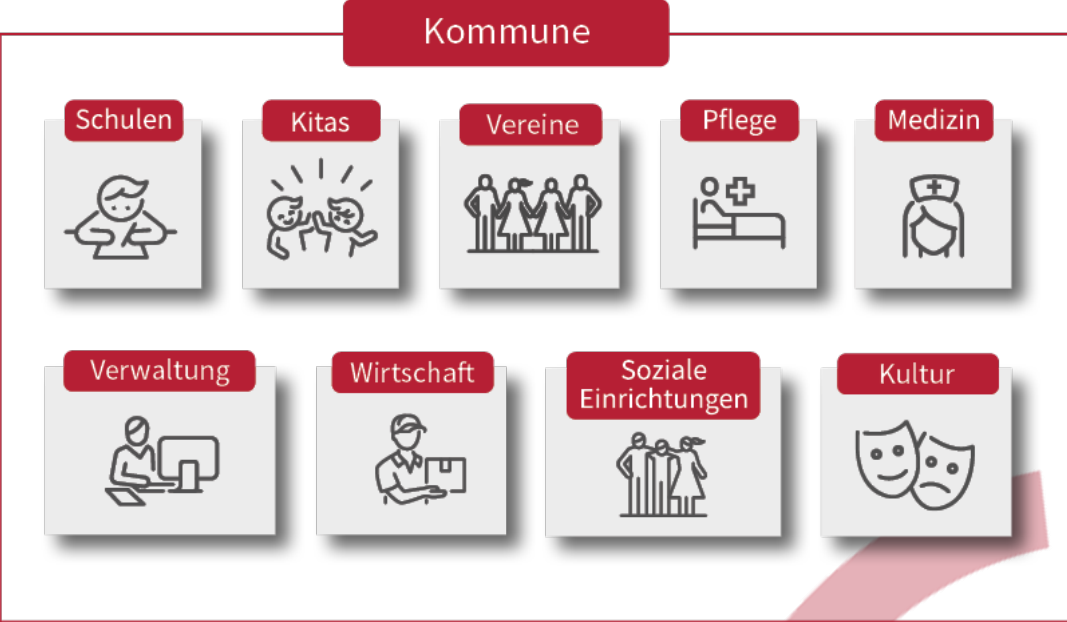 Kommune
Schulen
Kitas
Vereine
Pflege
Medizin
Verwaltung
Wirtschaft
Soziale
Einrichtungen
Kultur